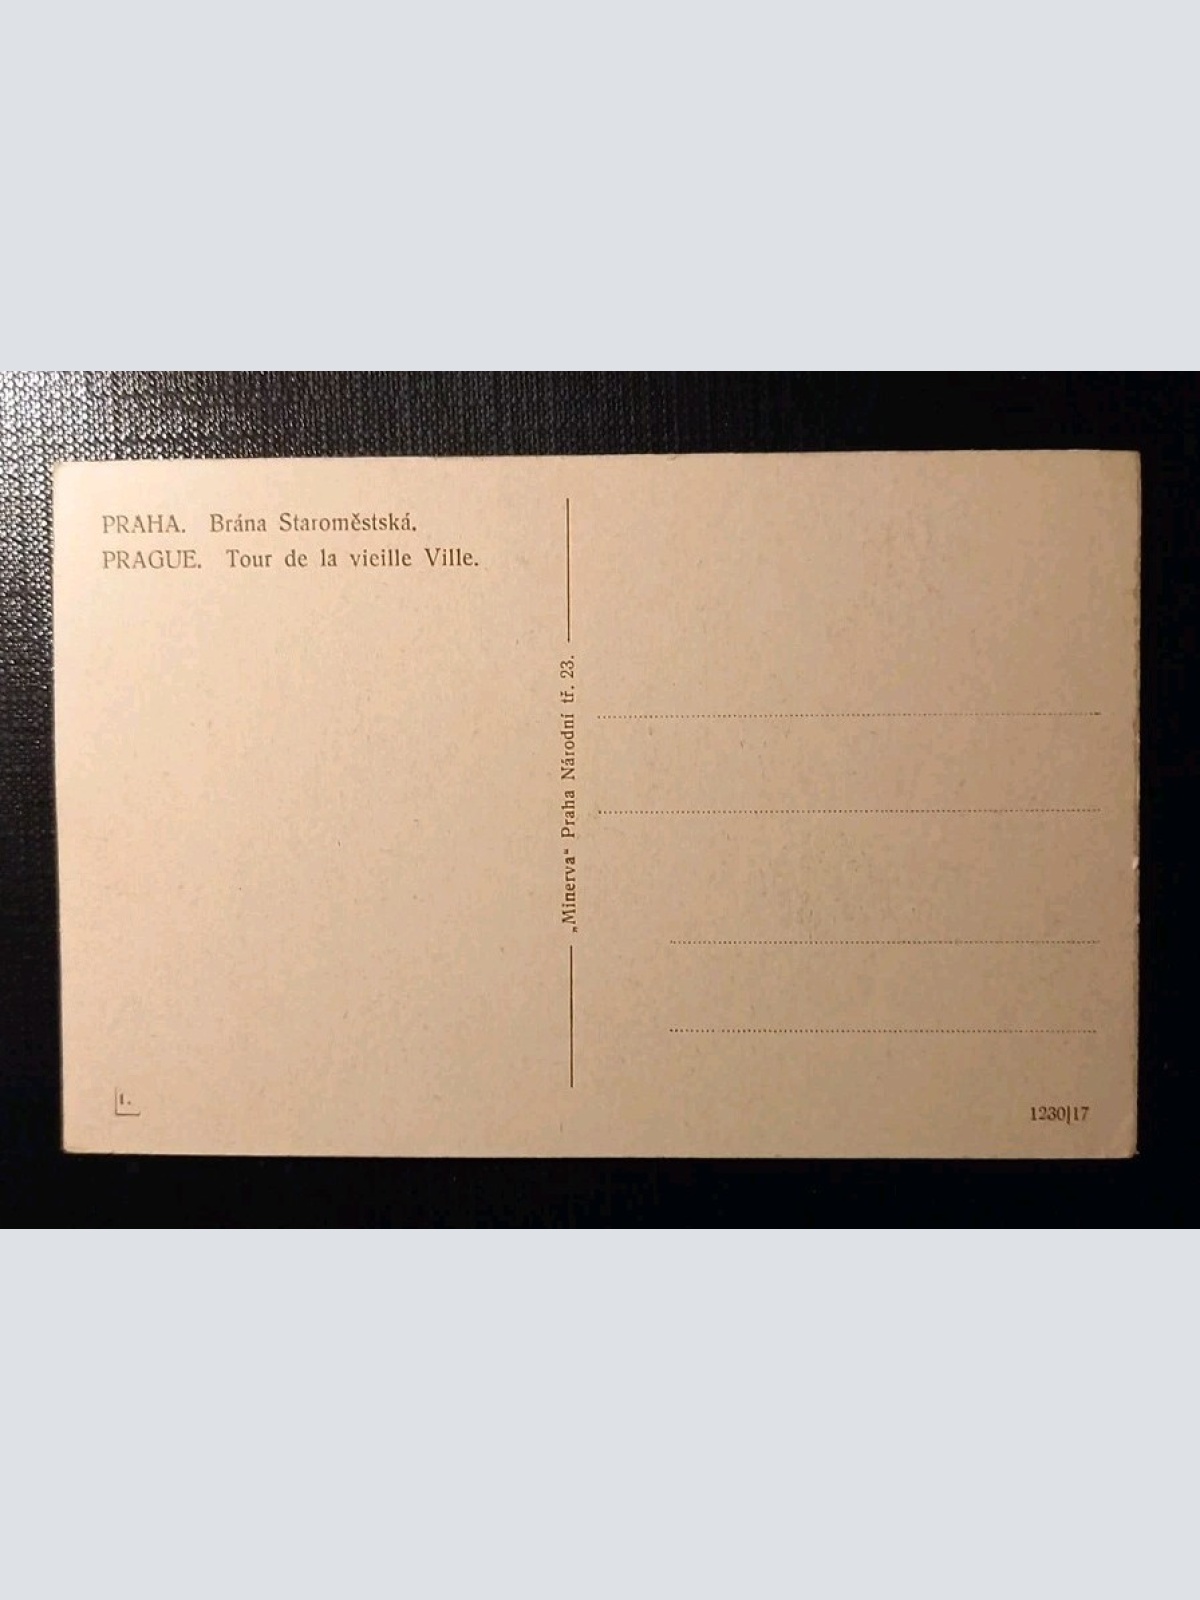 PRAHA. Brána Staroměstská.
PRAGUE. Tour de la vieille Ville.
„Minerva“ Praha Národní tř. 23.
1.
1230|17